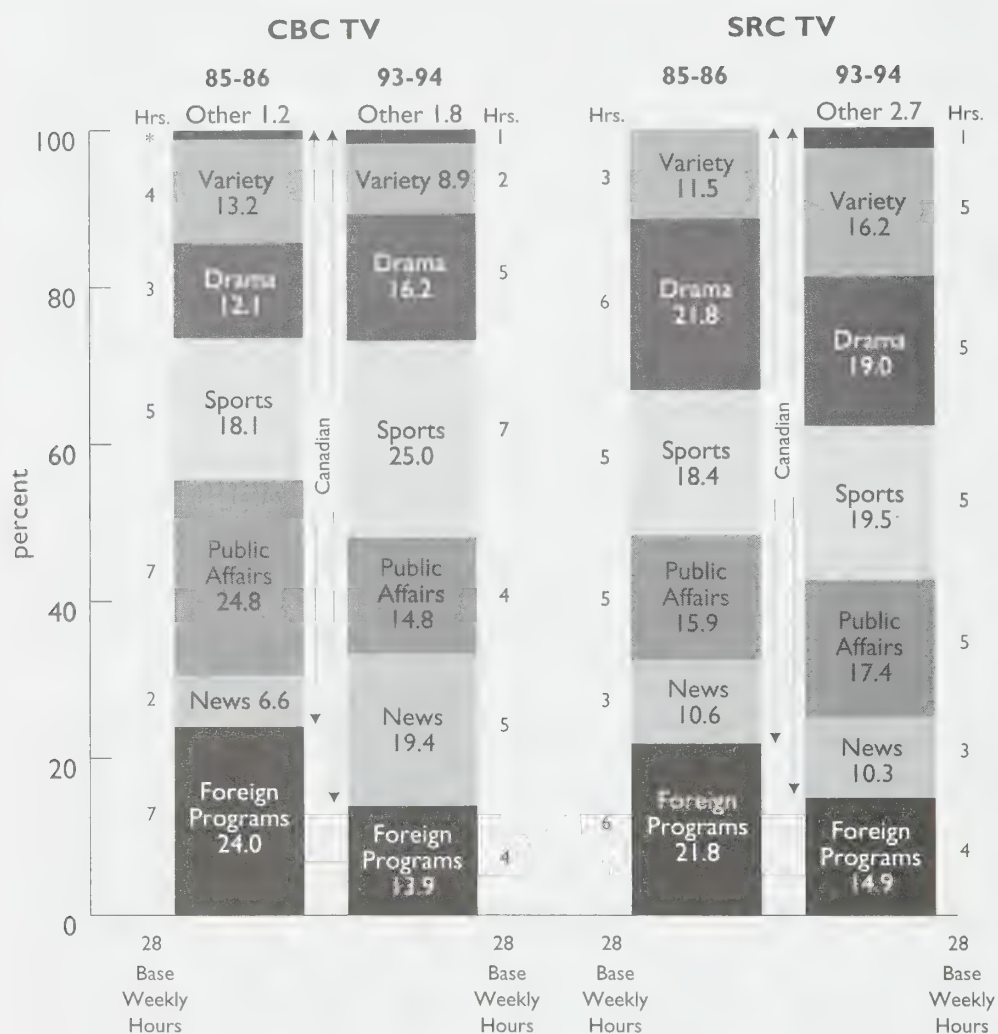 CBC TV
SRC TV
85-86
93-94
85-86
93-94
Hrs.
Other 1.2
Other 1.8
Hrs.
Hrs.
Other 2.7
Hrs.
100
*
1
1
Variety
13.2
4
Variety 8.9
2
3
Variety
11.5
Variety
16.2
5
80
3
Drama
12.1
Drama
16.2
5
6
Drama
21.8
Drama
19.0
5
60
percent
5
Sports
18.1
Canadian
Sports
25.0
7
5
Sports
18.4
Canadian
Sports
19.5
5
40
7
Public
Affairs
24.8
Public
Affairs
14.8
4
5
Public
Affairs
15.9
Public
Affairs
17.4
5
20
2
News 6.6
News
19.4
5
3
News
10.6
News
10.3
3
0
7
Foreign
Programs
24.0
Foreign
Programs
13.9
4
6
Foreign
Programs
21.8
Foreign
Programs
14.9
4
28
Base
Weekly
Hours
28
Base
Weekly
Hours
28
Base
Weekly
Hours
28
Base
Weekly
Hours